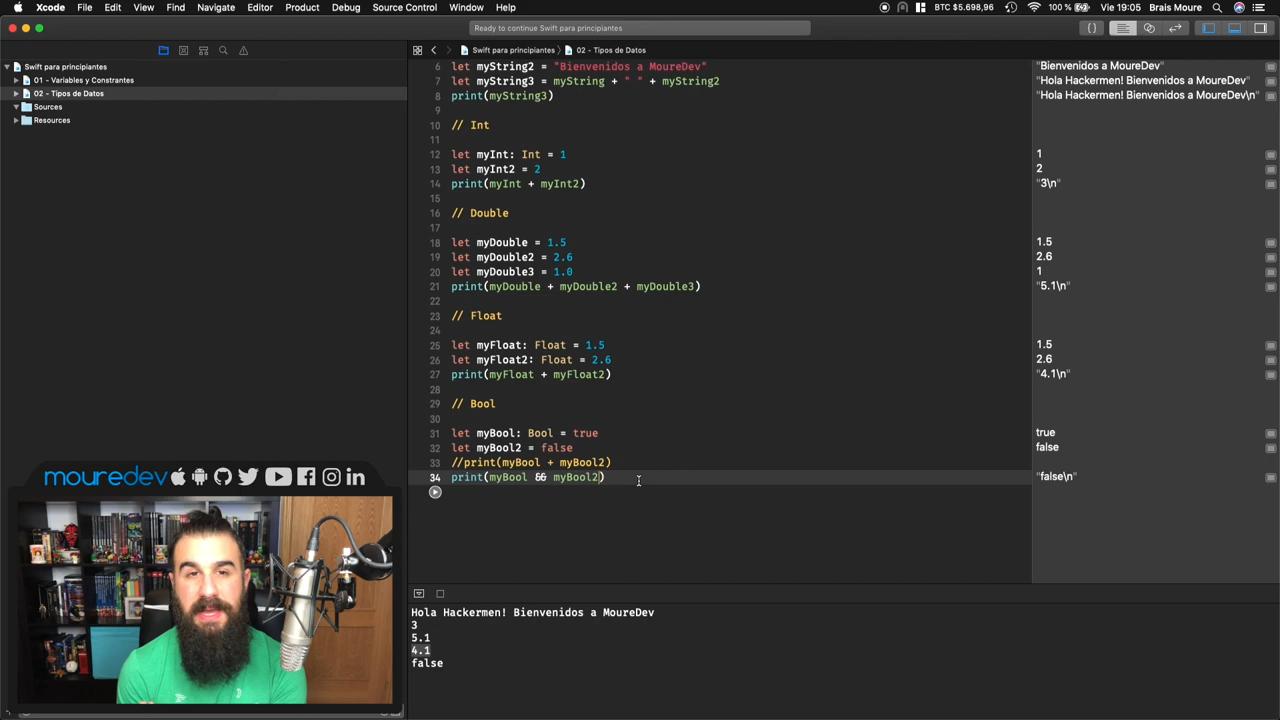 Xcode File Edit View Find Navigate Editor Product Debug Source Control Window Help
BTC $5.698,96 100 % Vie 19:05 Brais Moure
Ready to continue Swift para principiantes
{}
Swift para principiantes
01 - Variables y Constrantes
02 - Tipos de Datos
Sources
Resources
Swift para principiantes 02 - Tipos de Datos
6 let myString2 = "Bienvenidos a MoureDev" "Bienvenidos a MoureDev"
7 let myString3 = myString + " " + myString2 "Hola Hackermen! Bienvenidos a MoureDev"
8 print(myString3) "Hola Hackermen! Bienvenidos a MoureDev\n"
9
10 // Int
11
12 let myInt: Int = 1 1
13 let myInt2 = 2 2
14 print(myInt + myInt2) "3\n"
15
16 // Double
17
18 let myDouble = 1.5 1.5
19 let myDouble2 = 2.6 2.6
20 let myDouble3 = 1.0 1
21 print(myDouble + myDouble2 + myDouble3) "5.1\n"
22
23 // Float
24
25 let myFloat: Float = 1.5 1.5
26 let myFloat2: Float = 2.6 2.6
27 print(myFloat + myFloat2) "4.1\n"
28
29 // Bool
30
31 let myBool: Bool = true true
32 let myBool2 = false false
33 //print(myBool + myBool2)
34 print(myBool && myBool2) "false\n"
mouredev
Hola Hackermen! Bienvenidos a MoureDev
3
5.1
4.1
false